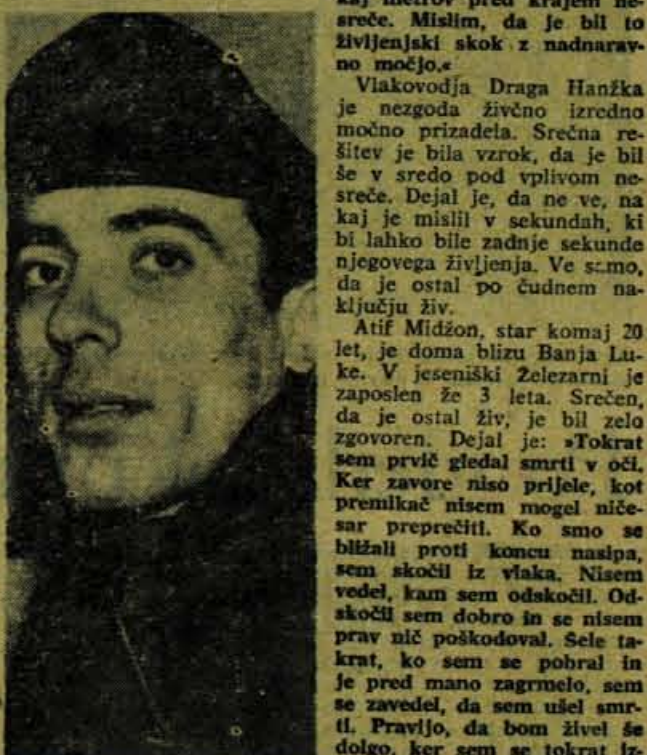 kaj metrov pred krajem ne-
sreče. Mislim, da je bil to
življenjski skok z nadnarav-
no močjo.«
Vlakovodja Draga Hanžka
je nezgoda živčno izredno
močno prizadela. Srečna re-
šitev je bila vzrok, da je bil
še v sredo pod vplivom ne-
sreče. Dejal je, da ne ve, na
kaj je mislil v sekundah, ki
bi lahko bile zadnje sekunde
njegovega življenja. Ve samo,
da je ostal po čudnem na-
ključju živ.
Atif Midžon, star komaj 20
let, je doma blizu Banja Lu-
ke. V jeseniški Železarni je
zaposlen že 3 leta. Srečen,
da je ostal živ, je bil zelo
zgovoren. Dejal je: »Tokrat
sem prvič gledal smrti v oči.
Ker zavore niso prijele, kot
premikač nisem mogel niče-
sar preprečiti. Ko smo se
bližali proti koncu nasipa,
sem skočil iz vlaka. Nisem
vedel, kam sem odskočil. Od-
skočil sem dobro in se nisem
prav nič poškodoval. Šele ta-
krat, ko sem se pobral in
je pred mano zagrmelo, sem
se zavedel, da sem ušel smr-
ti. Pravijo, da bom živel še
dolgo, ker sem se tokrat iz-